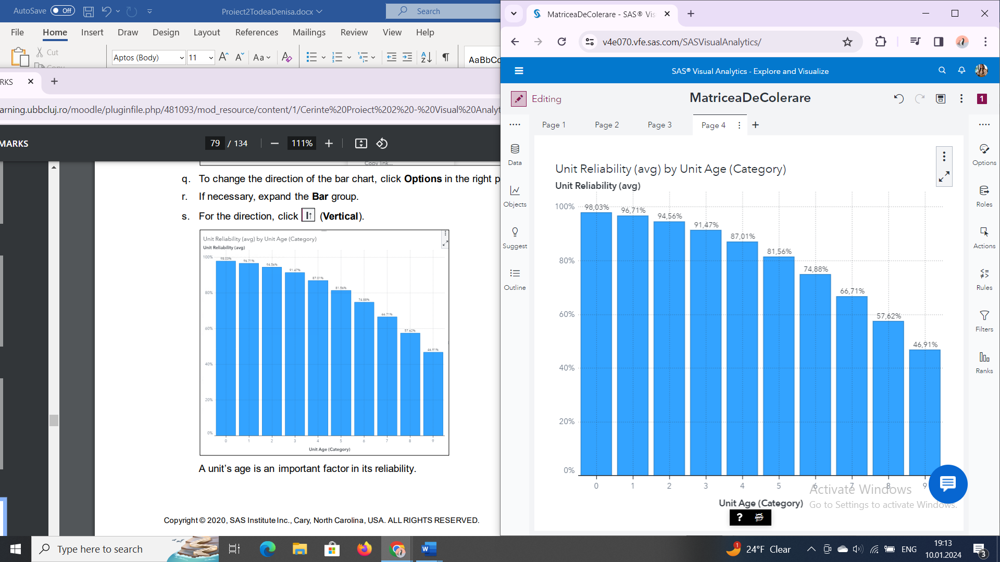 AutoSave Off
Proiect2TodeaDenisa.docx
Search
File Home Insert Draw Design Layout References Mailings Review View Help
Cut
Aptos (Body) 11
Aa
AaBbCc
RKS
arning.ubbcluj.ro/moodle/pluginfile.php/481093/mod_resource/content/1/Cerinte%20Proiect%202%20-%20Visual%20Analyt
MARKS
79 / 134
111%
Copy link...
q. To change the direction of the bar chart, click Options in the right p
r. If necessary, expand the Bar group.
s. For the direction, click (Vertical).
Unit Reliability (avg) by Unit Age (Category)
Unit Reliability (avg)
100%
80%
60%
40%
20%
0%
98.03%
96.71%
94.56%
91.47%
87.01%
81.56%
74.88%
66.71%
57.62%
46.91%
0 1 2 3 4 5 6 7 8 9
Unit Age (Category)
A unit's age is an important factor in its reliability.
Copyright © 2020, SAS Institute Inc., Cary, North Carolina, USA. ALL RIGHTS RESERVED.
MatriceaDeColerare - SAS® Vis
v4e070.vfe.sas.com/SASVisualAnalytics/
SAS® Visual Analytics - Explore and Visualize
Editing
MatriceaDeColerare
1
Page 1 Page 2 Page 3 Page 4
Data
Objects
Suggest
Outline
Unit Reliability (avg) by Unit Age (Category)
Unit Reliability (avg)
100%
80%
60%
40%
20%
0%
98,03%
96,71%
94,56%
91,47%
87,01%
81,56%
74,88%
66,71%
57,62%
46,91%
0 1 2 3 4 5 6 7 8 9
Unit Age (Category)
Options
Roles
Actions
Rules
Filters
Ranks
Activate Windows
Go to Settings to activate Windows.
Type here to search
1
24°F Clear
ENG
19:13
10.01.2024
3